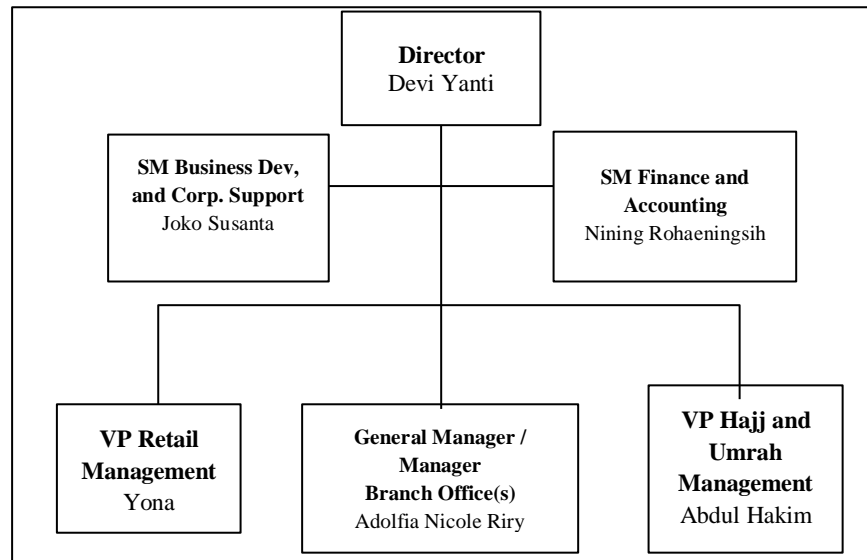 Director
Devi Yanti
SM Business Dev,
and Corp. Support
Joko Susanta
SM Finance and
Accounting
Nining Rohaeningsih
VP Retail
Management
Yona
General Manager /
Manager
Branch Office(s)
Adolfia Nicole Riry
VP Hajj and
Umrah
Management
Abdul Hakim